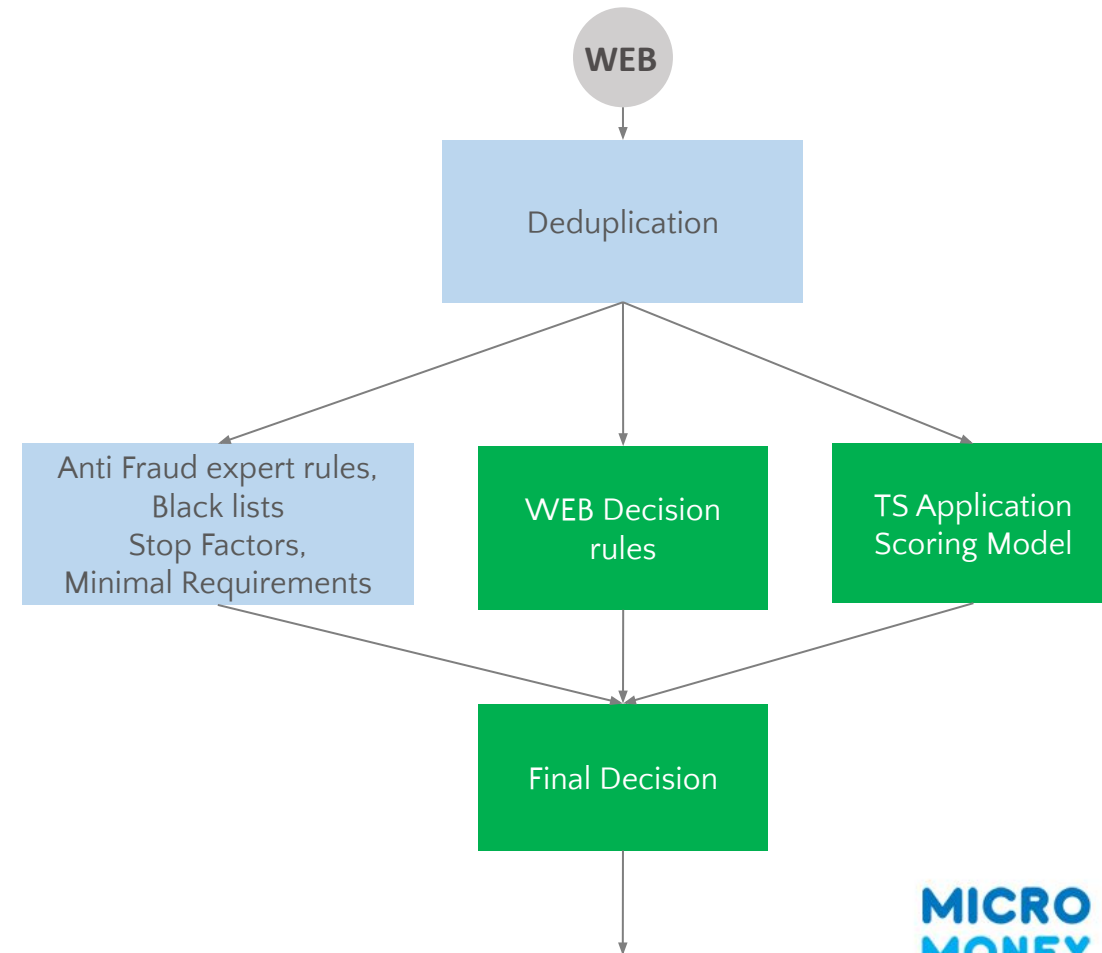 WEB
Deduplication
Anti Fraud expert rules,
Black lists
Stop Factors,
Minimal Requirements
WEB Decision
rules
TS Application
Scoring Model
Final Decision
MICRO
MONEY